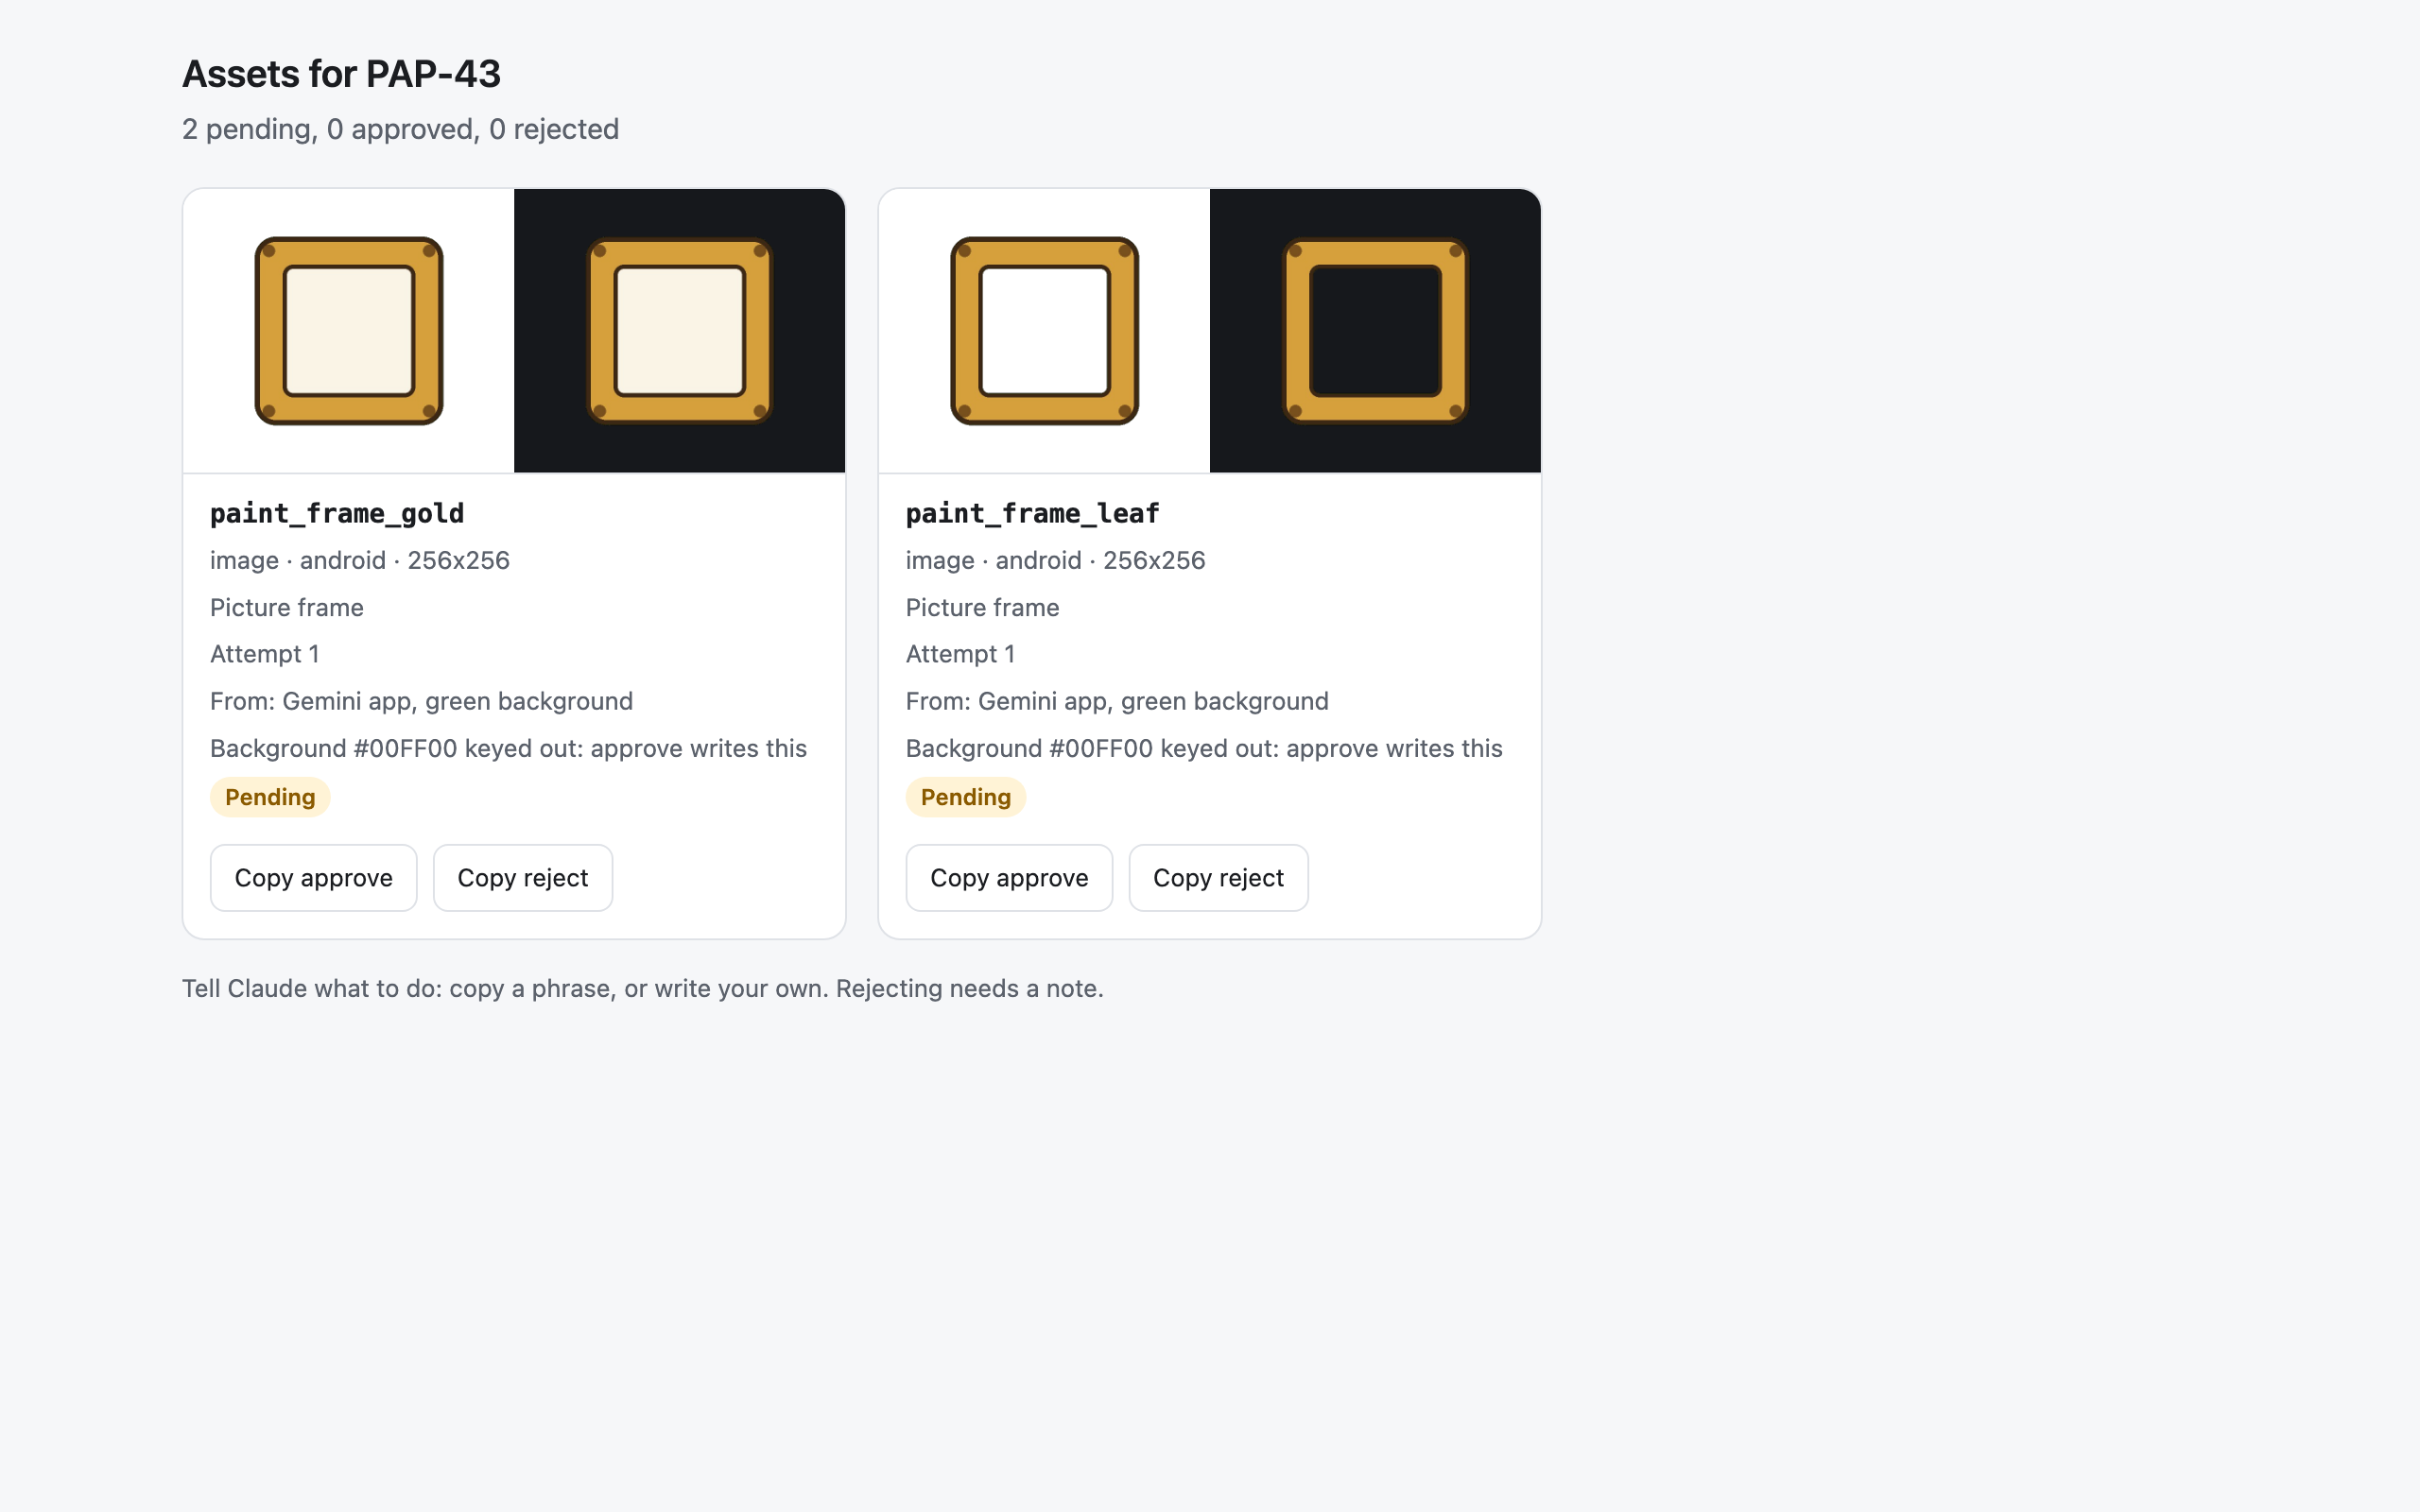 Assets for PAP-43
2 pending, 0 approved, 0 rejected
paint_frame_gold
image · android · 256x256
Picture frame
Attempt 1
From: Gemini app, green background
Background #00FF00 keyed out: approve writes this
Pending
Copy approve
Copy reject
paint_frame_leaf
image · android · 256x256
Picture frame
Attempt 1
From: Gemini app, green background
Background #00FF00 keyed out: approve writes this
Pending
Copy approve
Copy reject
Tell Claude what to do: copy a phrase, or write your own. Rejecting needs a note.